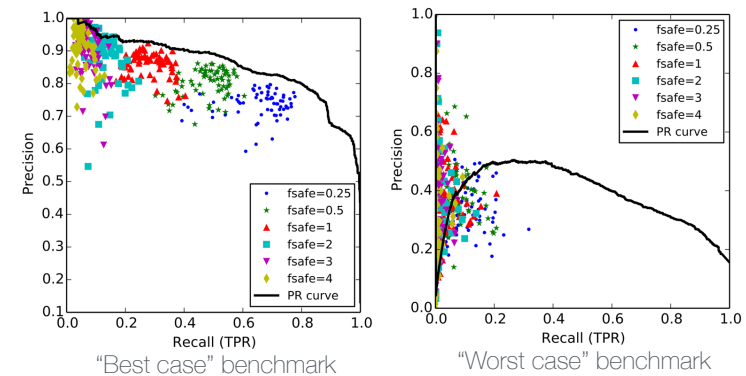 1.0
0.9
0.8
0.7
0.6
0.5
0.4
0.3
0.2
0.1
Precision
0.0 0.2 0.4 0.6 0.8 1.0
Recall (TPR)
fsafe=0.25
fsafe=0.5
fsafe=1
fsafe=2
fsafe=3
fsafe=4
PR curve
"Best case" benchmark
1.0
0.8
0.6
0.4
0.2
0.0
Precision
0.0 0.2 0.4 0.6 0.8 1.0
Recall (TPR)
fsafe=0.25
fsafe=0.5
fsafe=1
fsafe=2
fsafe=3
fsafe=4
PR curve
"Worst case" benchmark